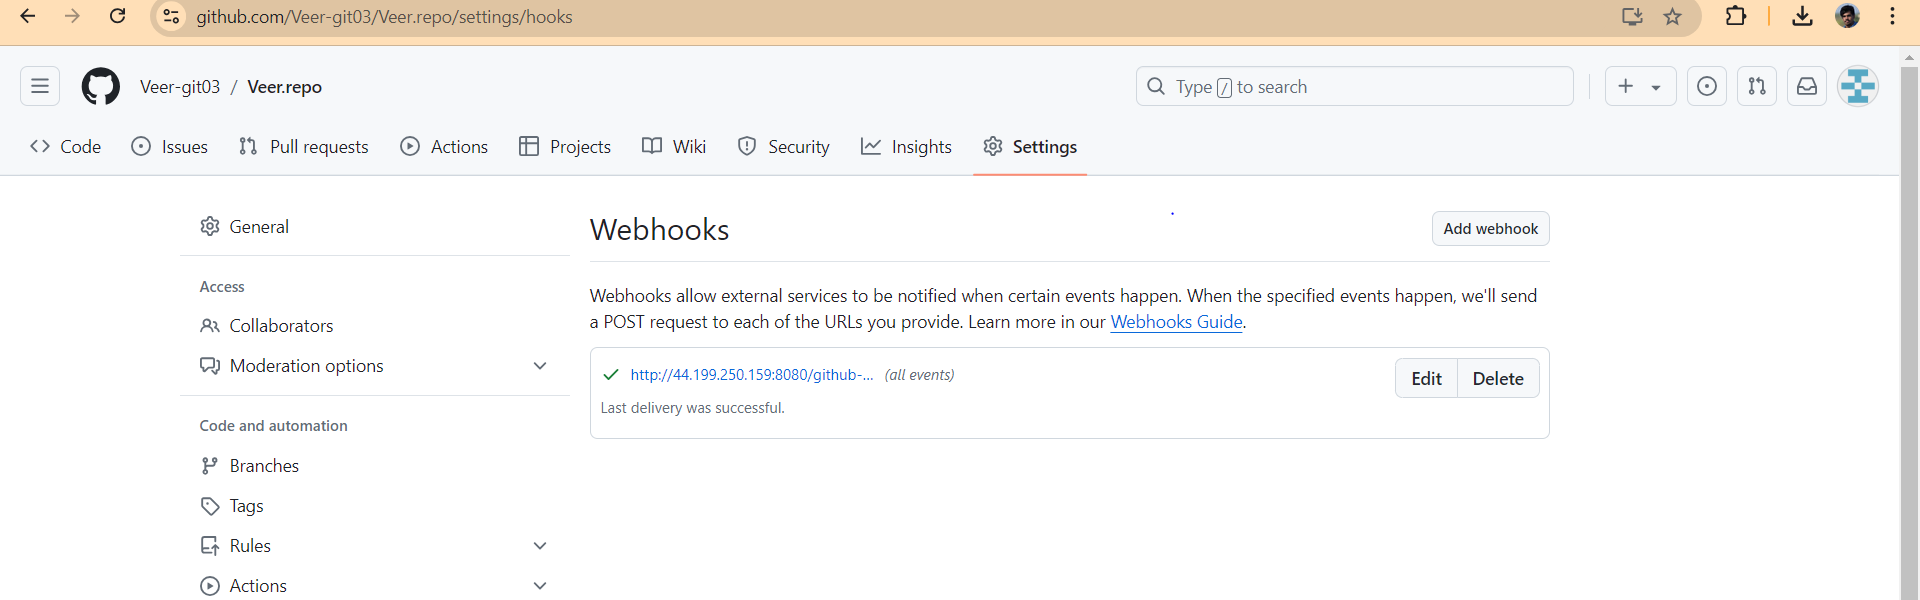 github.com/Veer-git03/Veer.repo/settings/hooks
Veer-git03 / Veer.repo
Type / to search
Code Issues Pull requests Actions Projects Wiki Security Insights Settings
General
Access
Collaborators
Moderation options
Code and automation
Branches
Tags
Rules
Actions
Webhooks
Add webhook
Webhooks allow external services to be notified when certain events happen. When the specified events happen, we'll send
a POST request to each of the URLs you provide. Learn more in our Webhooks Guide.
http://44.199.250.159:8080/github-... (all events)
Edit Delete
Last delivery was successful.